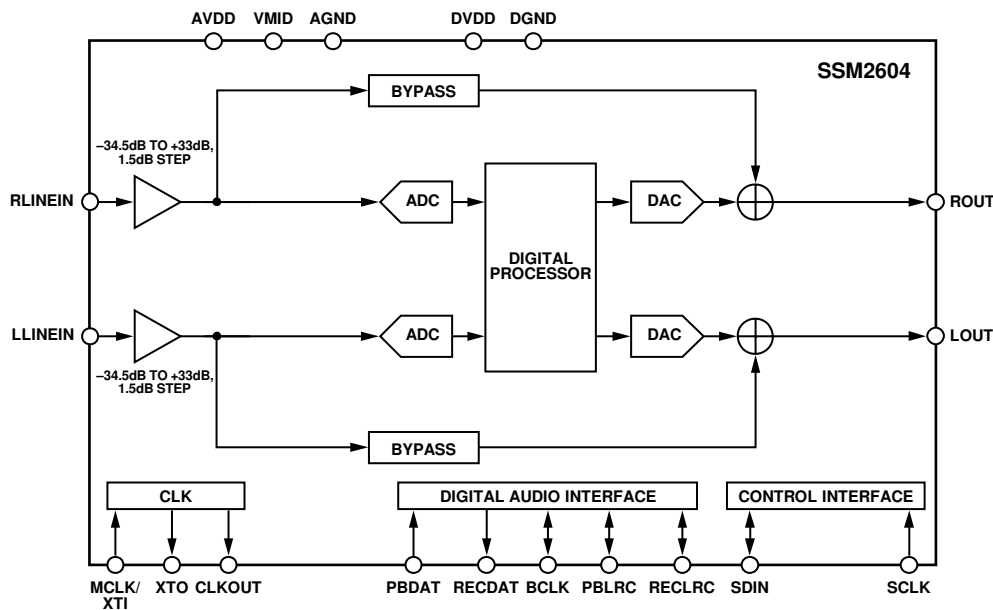 AVDD VMID AGND DVDD DGND
SSM2604
BYPASS
–34.5dB TO +33dB,
1.5dB STEP
RLINEIN ADC DAC ROUT
DIGITAL
PROCESSOR
LLINEIN ADC DAC LOUT
–34.5dB TO +33dB,
1.5dB STEP
BYPASS
CLK DIGITAL AUDIO INTERFACE CONTROL INTERFACE
MCLK/
XTI
XTO CLKOUT PBDAT RECDAT BCLK PBLRC RECLRC SDIN SCLK